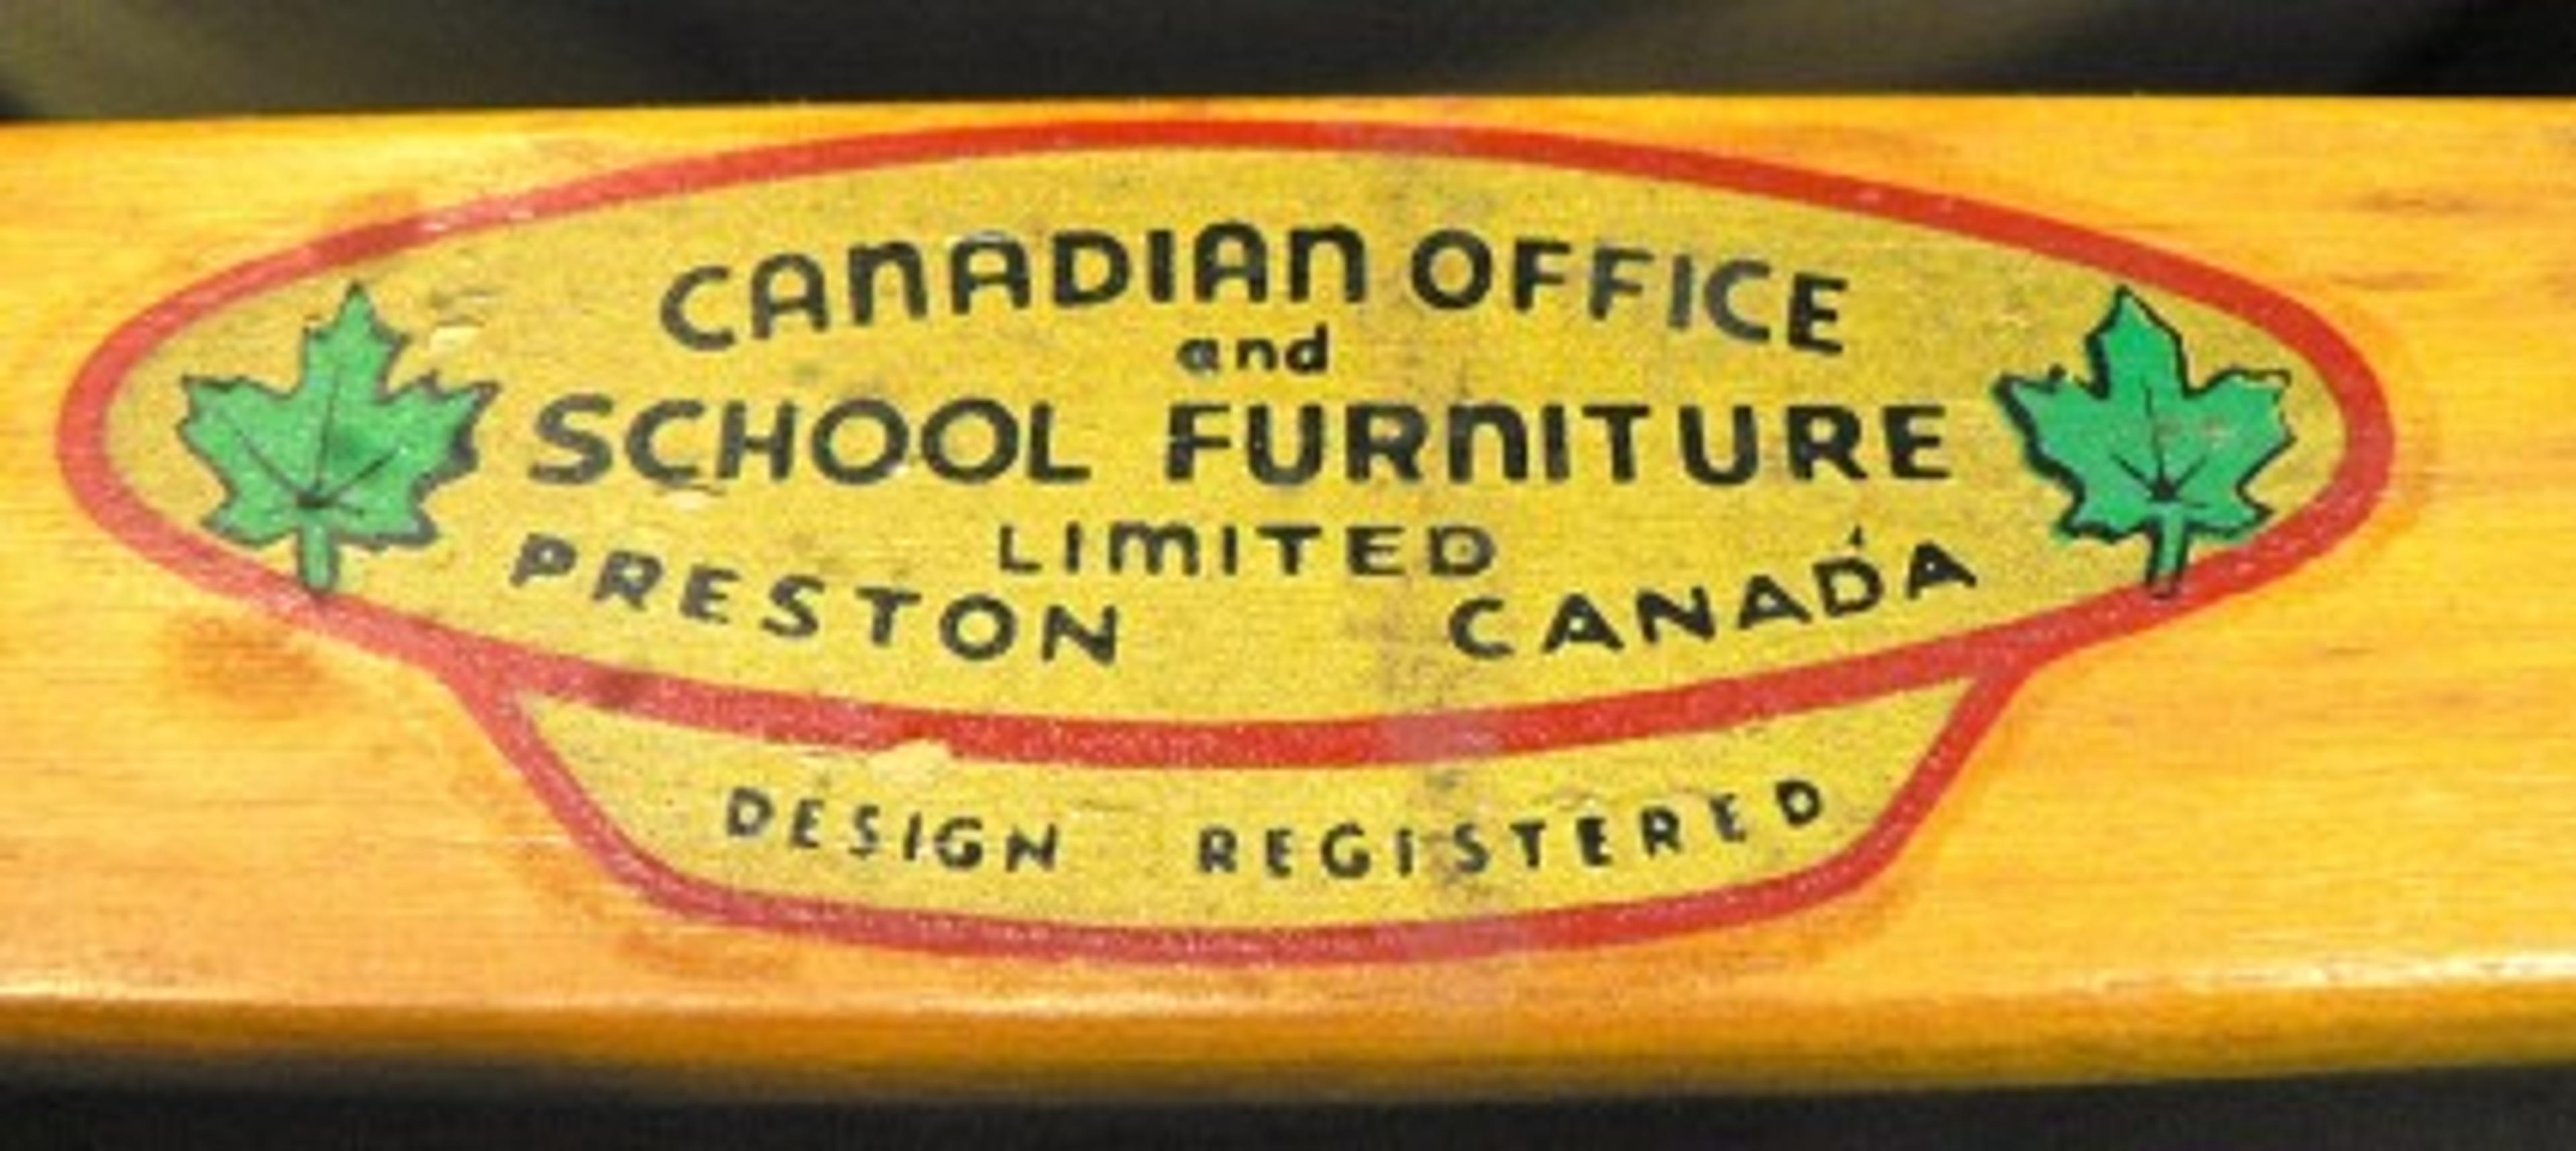 CANADIAN OFFICE
and
SCHOOL FURNITURE
LIMITED
PRESTON CANADA
DESIGN REGISTERED